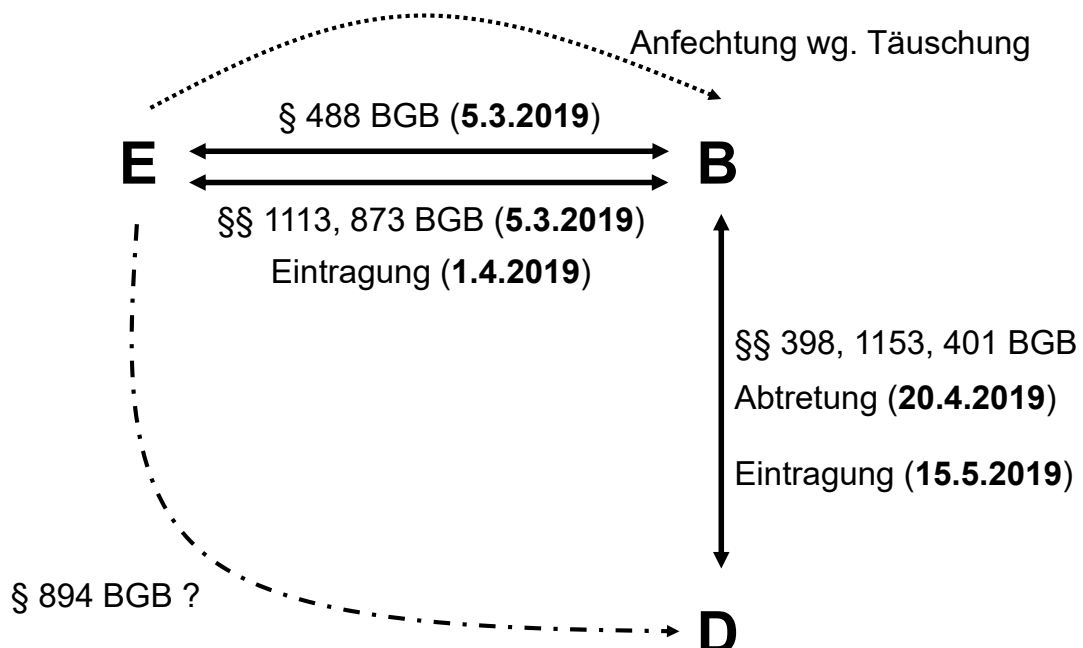 Anfechtung wg. Täuschung
§ 488 BGB (5.3.2019)
E
B
§§ 1113, 873 BGB (5.3.2019)
Eintragung (1.4.2019)
§§ 398, 1153, 401 BGB
Abtretung (20.4.2019)
Eintragung (15.5.2019)
§ 894 BGB ?
D